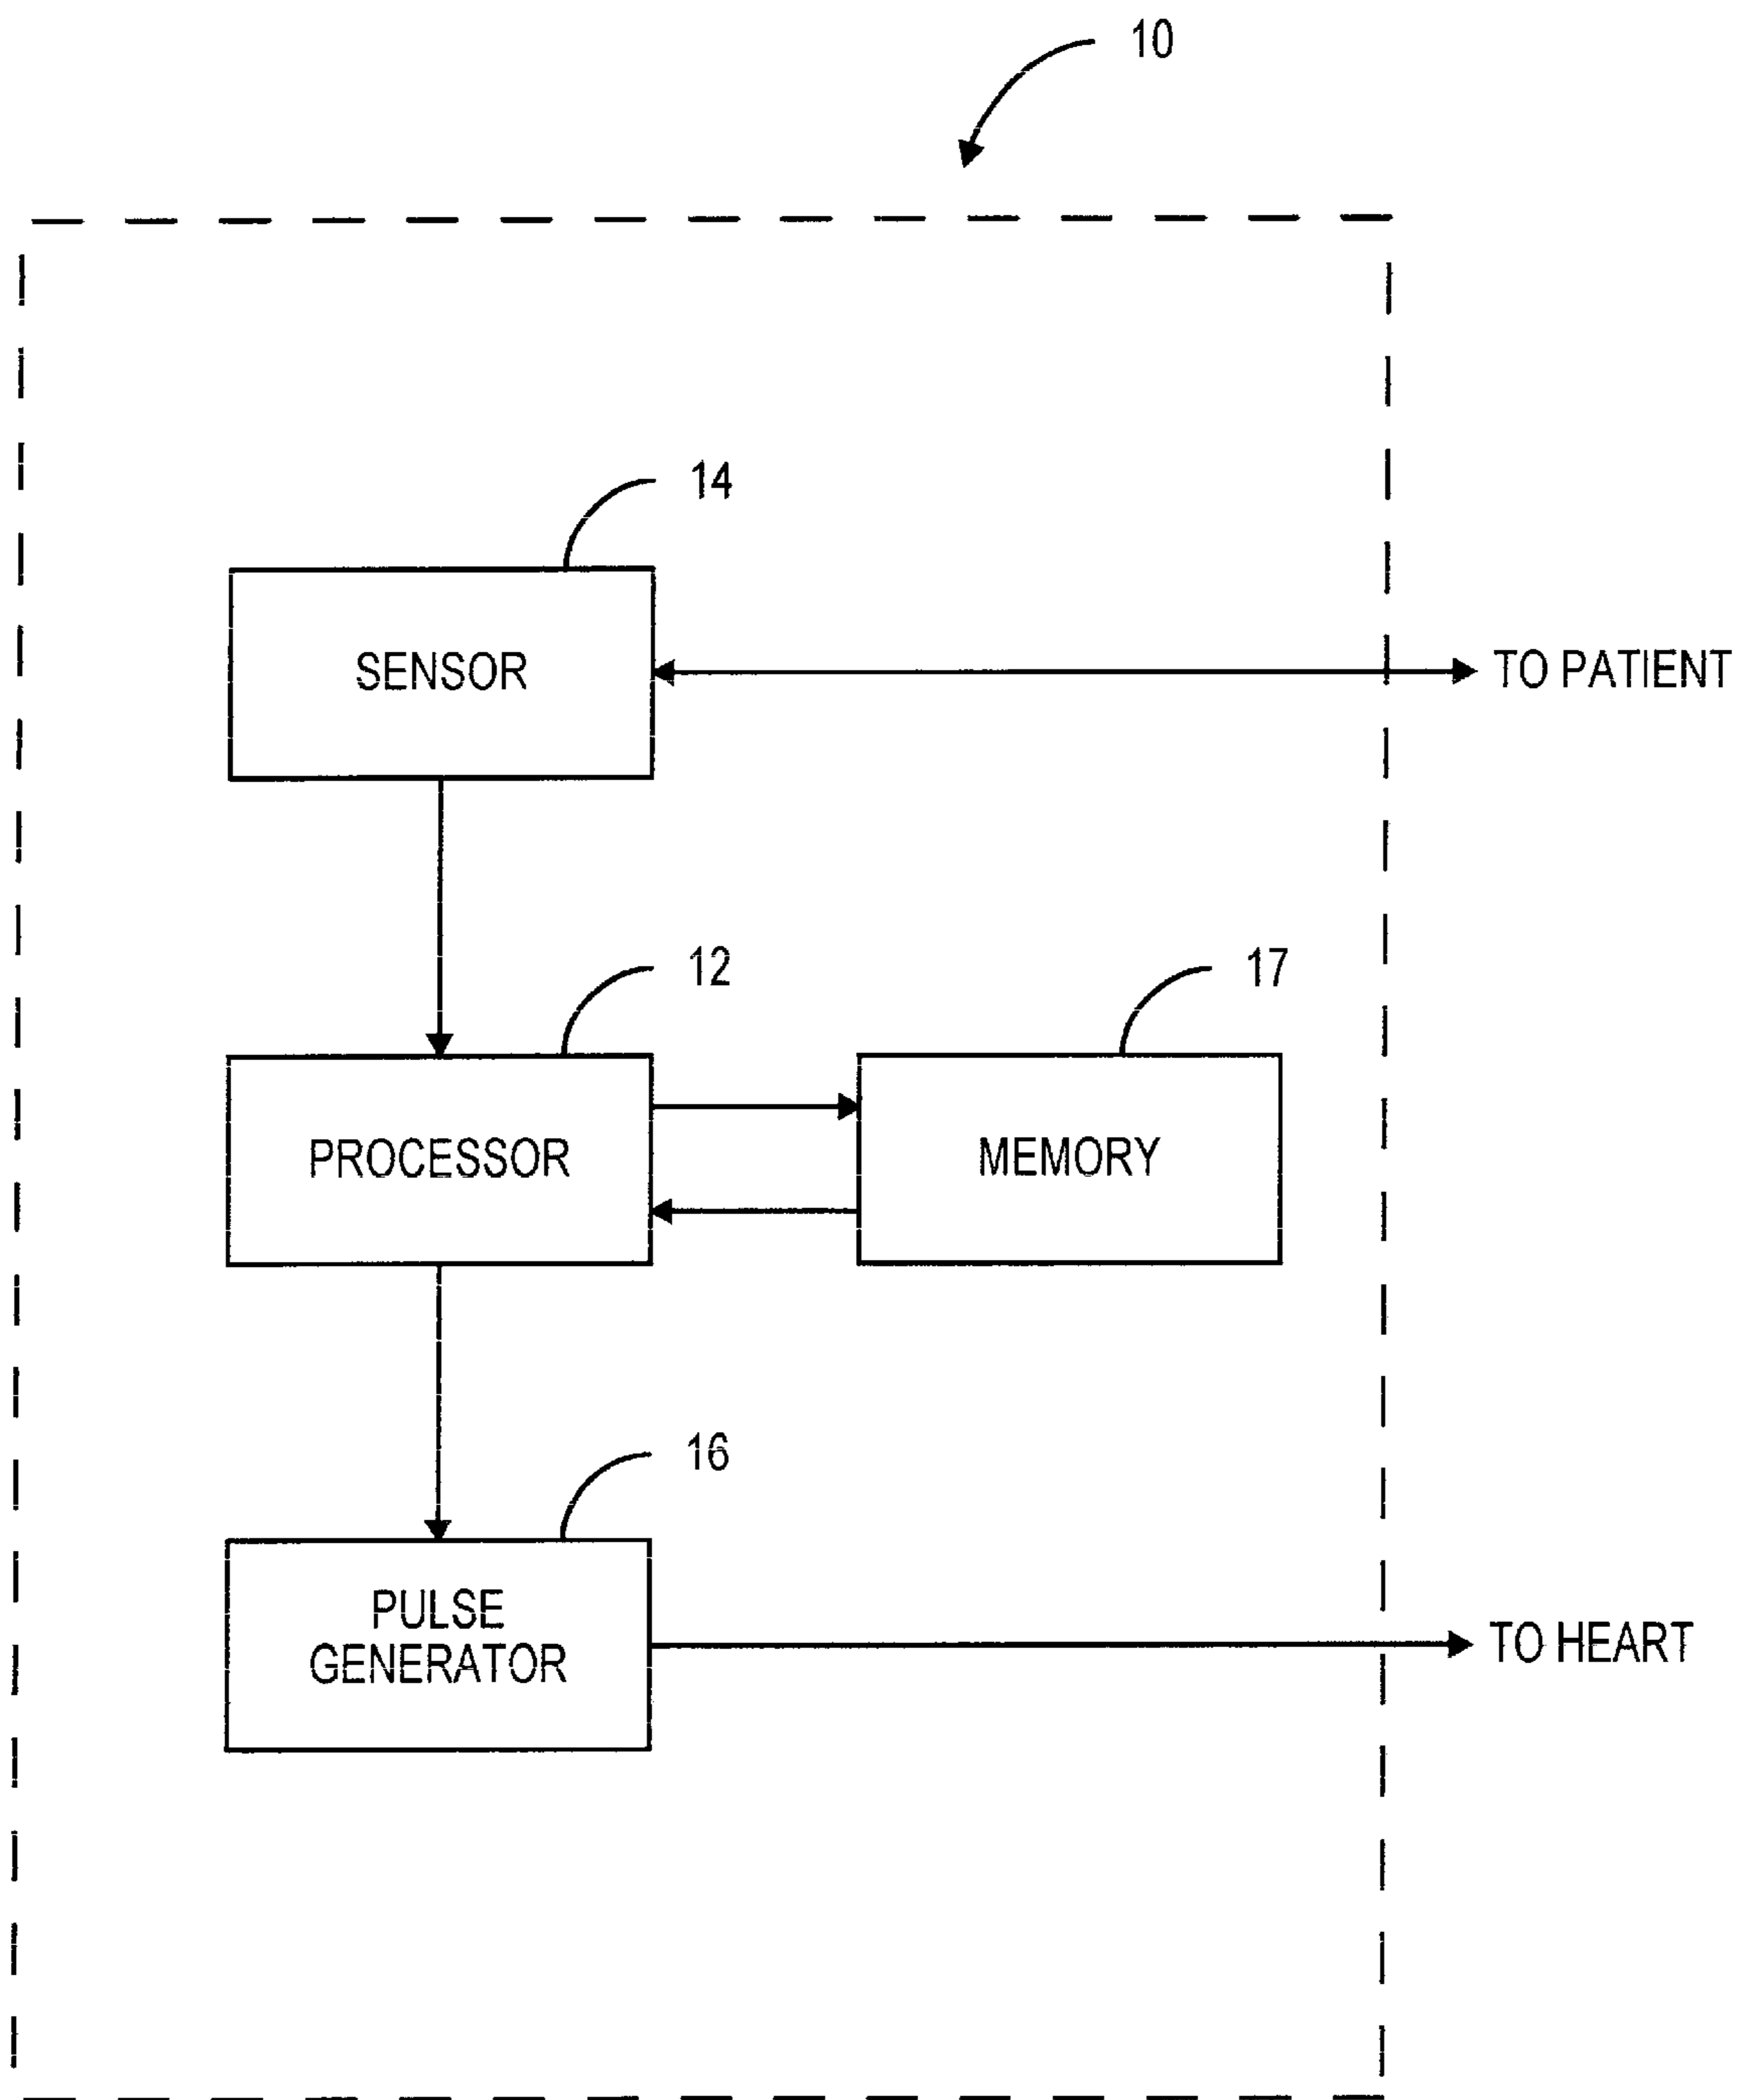 10
14
SENSOR
TO PATIENT
12
17
PROCESSOR
MEMORY
16
PULSE
GENERATOR
TO HEART